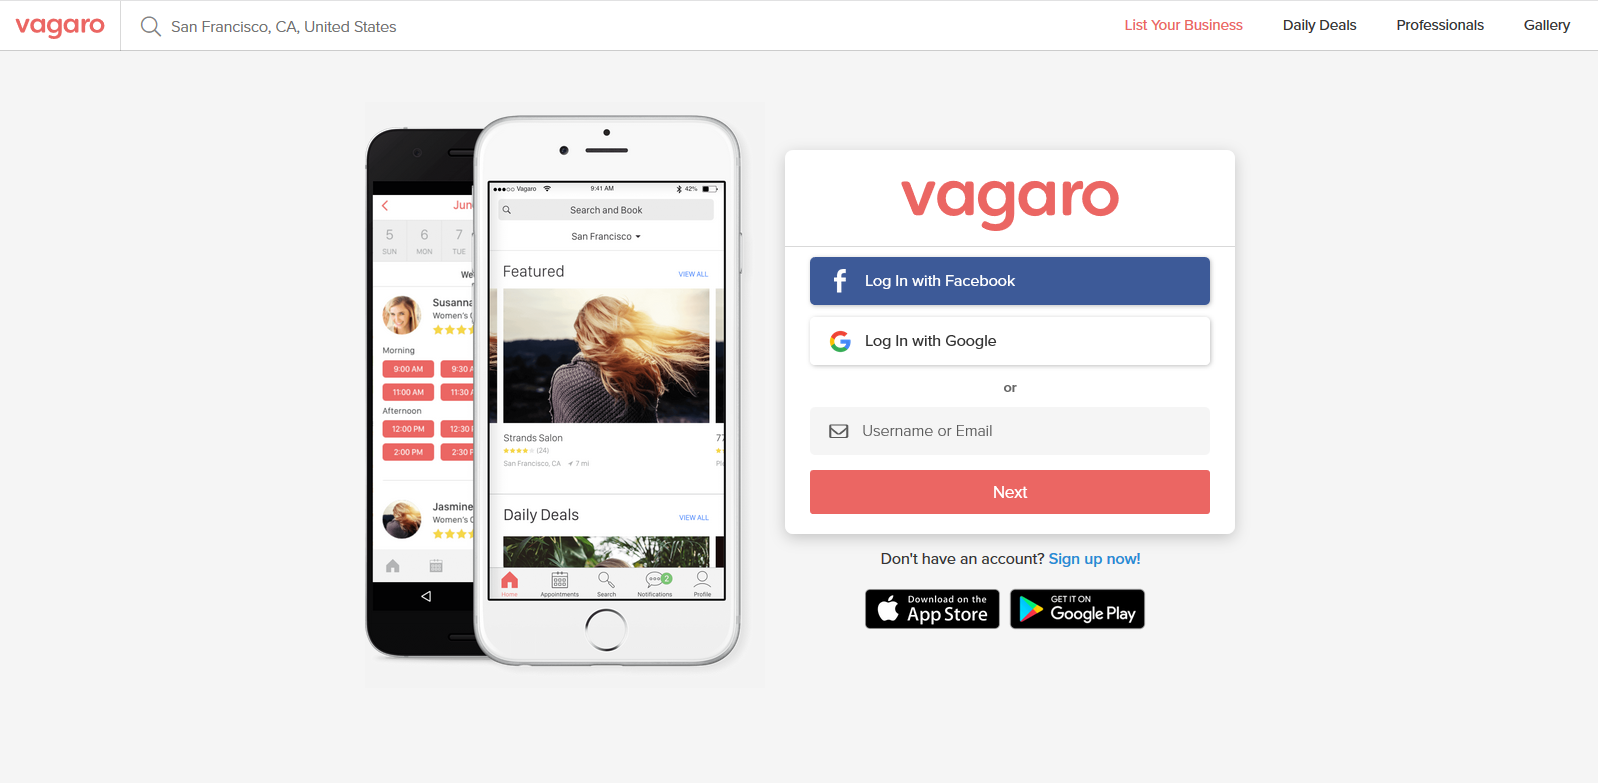 vagaro
San Francisco, CA, United States
List Your Business
Daily Deals
Professionals
Gallery
June
5
SUN
6
MON
7
TUE
We
Susanna
Women's
Morning
9:00 AM
9:30 A
11:00 AM
11:30
Afternoon
12:00 PM
12:30
2:00 PM
2:30 P
Jasmine
Women's
Vagaro
9:41 AM
42%
Search and Book
San Francisco
Featured
VIEW ALL
Strands Salon
(24)
San Francisco, CA
7 mi
77
Daily Deals
VIEW ALL
Home
Appointments
Search
2
Notifications
Profile
vagaro
Log In with Facebook
Log In with Google
or
Username or Email
Next
Don't have an account? Sign up now!
Download on the
App Store
GET IT ON
Google Play